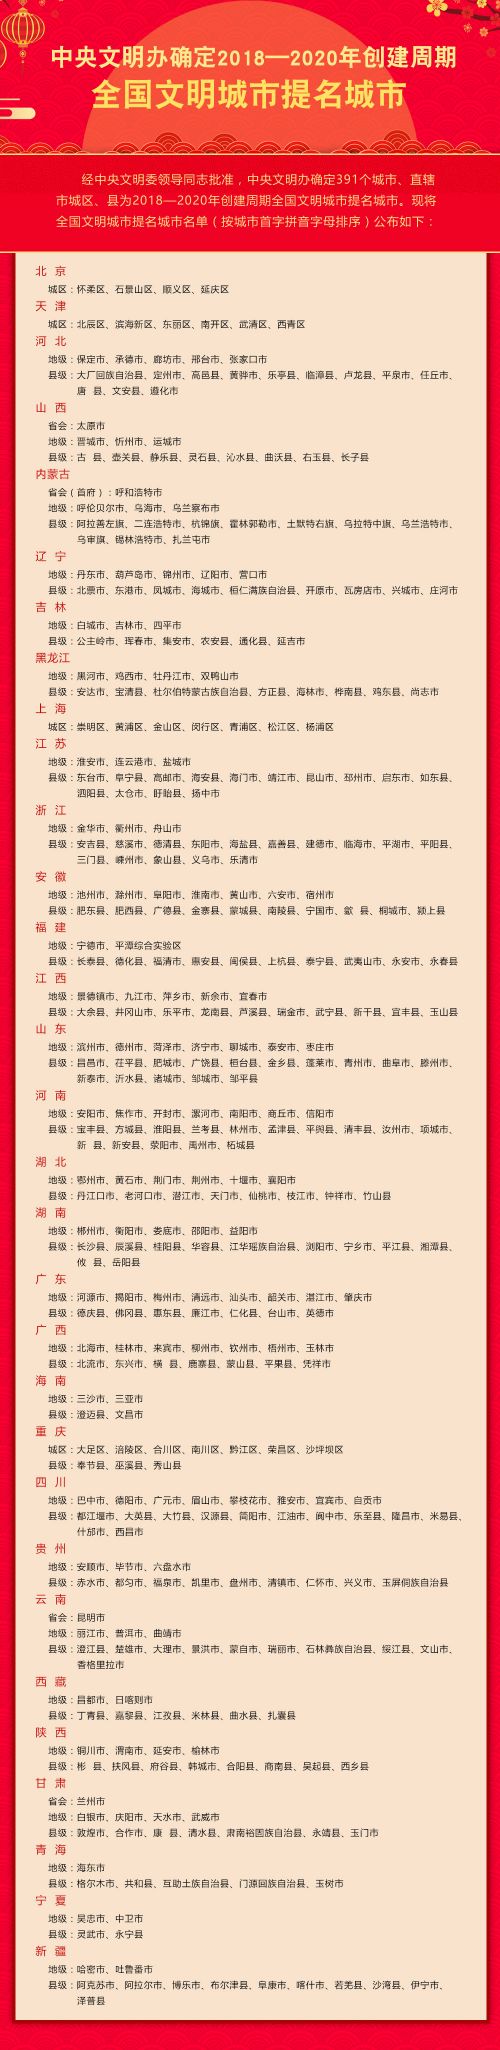 中央文明办确定2018—2020年创建周期
全国文明城市提名城市
经中央文明委领导同志批准，中央文明办确定391个城市、直辖
市城区、县为2018—2020年创建周期全国文明城市提名城市。现将
全国文明城市提名城市名单（按城市首字拼音字母排序）公布如下：
北 京
城区：怀柔区、石景山区、顺义区、延庆区
天 津
城区：北辰区、滨海新区、东丽区、南开区、武清区、西青区
河 北
地级：保定市、承德市、廊坊市、邢台市、张家口市
县级：大厂回族自治县、定州市、高邑县、黄骅市、乐亭县、临漳县、卢龙县、平泉市、任丘市、
唐 县、文安县、遵化市
山 西
省会：太原市
地级：晋城市、忻州市、运城市
县级：古 县、壶关县、静乐县、灵石县、沁水县、曲沃县、右玉县、长子县
内蒙古
省会（首府）：呼和浩特市
地级：呼伦贝尔市、乌海市、乌兰察布市
县级：阿拉善左旗、二连浩特市、杭锦旗、霍林郭勒市、土默特右旗、乌拉特中旗、乌兰浩特市、
乌审旗、锡林浩特市、扎兰屯市
辽 宁
地级：丹东市、葫芦岛市、锦州市、辽阳市、营口市
县级：北票市、东港市、凤城市、海城市、桓仁满族自治县、开原市、瓦房店市、兴城市、庄河市
吉 林
地级：白城市、吉林市、四平市
县级：公主岭市、珲春市、集安市、农安县、通化县、延吉市
黑龙江
地级：黑河市、鸡西市、牡丹江市、双鸭山市
县级：安达市、宝清县、杜尔伯特蒙古族自治县、方正县、海林市、桦南县、鸡东县、尚志市
上 海
城区：崇明区、黄浦区、金山区、闵行区、青浦区、松江区、杨浦区
江 苏
地级：淮安市、连云港市、盐城市
县级：东台市、阜宁县、高邮市、海安县、海门市、靖江市、昆山市、邳州市、启东市、如东县、
泗阳县、太仓市、盱眙县、扬中市
浙 江
地级：金华市、衢州市、舟山市
县级：安吉县、慈溪市、德清县、东阳市、海盐县、嘉善县、建德市、临海市、平湖市、平阳县、
三门县、嵊州市、象山县、义乌市、乐清市
安 徽
地级：池州市、滁州市、阜阳市、淮南市、黄山市、六安市、宿州市
县级：肥东县、肥西县、广德县、金寨县、蒙城县、南陵县、宁国市、歙 县、桐城市、颍上县
福 建
地级：宁德市、平潭综合实验区
县级：长泰县、德化县、福清市、惠安县、闽侯县、上杭县、泰宁县、武夷山市、永安市、永春县
江 西
地级：景德镇市、九江市、萍乡市、新余市、宜春市
县级：大余县、井冈山市、乐平市、龙南县、芦溪县、瑞金市、武宁县、新干县、宜丰县、玉山县
山 东
地级：滨州市、德州市、菏泽市、济宁市、聊城市、泰安市、枣庄市
县级：昌邑市、茌平县、肥城市、广饶县、桓台县、金乡县、蓬莱市、青州市、曲阜市、滕州市、
新泰市、沂水县、诸城市、邹城市、邹平县
河 南
地级：安阳市、焦作市、开封市、漯河市、南阳市、商丘市、信阳市
县级：宝丰县、方城县、淮阳县、兰考县、林州市、孟津县、平舆县、清丰县、汝州市、项城市、
新 县、新安县、荥阳市、禹州市、柘城县
湖 北
地级：鄂州市、黄石市、荆门市、荆州市、十堰市、襄阳市
县级：丹江口市、老河口市、潜江市、天门市、仙桃市、枝江市、钟祥市、竹山县
湖 南
地级：郴州市、衡阳市、娄底市、邵阳市、益阳市
县级：长沙县、辰溪县、桂阳县、华容县、江华瑶族自治县、浏阳市、宁乡市、平江县、湘潭县、
攸 县、岳阳县
广 东
地级：河源市、揭阳市、梅州市、清远市、汕头市、韶关市、湛江市、肇庆市
县级：德庆县、佛冈县、惠东县、廉江市、仁化县、台山市、英德市
广 西
地级：北海市、桂林市、来宾市、柳州市、钦州市、梧州市、玉林市
县级：北流市、东兴市、横 县、鹿寨县、蒙山县、平果县、凭祥市
海 南
地级：三沙市、三亚市
县级：澄迈县、文昌市
重 庆
城区：大足区、涪陵区、合川区、南川区、黔江区、荣昌区、沙坪坝区
县级：奉节县、巫溪县、秀山县
四 川
地级：巴中市、德阳市、广元市、眉山市、攀枝花市、雅安市、宜宾市、自贡市
县级：都江堰市、大英县、大竹县、汉源县、简阳市、江油市、阆中市、乐至县、隆昌市、米易县、
什邡市、西昌市
贵 州
地级：安顺市、毕节市、六盘水市
县级：赤水市、都匀市、福泉市、凯里市、盘州市、清镇市、仁怀市、兴义市、玉屏侗族自治县
云 南
省会：昆明市
地级：丽江市、普洱市、曲靖市
县级：澄江县、楚雄市、大理市、景洪市、蒙自市、瑞丽市、石林彝族自治县、绥江县、文山市、
香格里拉市
西 藏
地级：昌都市、日喀则市
县级：丁青县、嘉黎县、江孜县、米林县、曲水县、扎囊县
陕 西
地级：铜川市、渭南市、延安市、榆林市
县级：彬 县、扶风县、府谷县、韩城市、合阳县、商南县、吴起县、西乡县
甘 肃
省会：兰州市
地级：白银市、庆阳市、天水市、武威市
县级：敦煌市、合作市、康 县、清水县、肃南裕固族自治县、永靖县、玉门市
青 海
地级：海东市
县级：格尔木市、共和县、互助土族自治县、门源回族自治县、玉树市
宁 夏
地级：吴忠市、中卫市
县级：灵武市、永宁县
新 疆
地级：哈密市、吐鲁番市
县级：阿克苏市、阿拉尔市、博乐市、布尔津县、阜康市、喀什市、若羌县、沙湾县、伊宁市、
泽普县